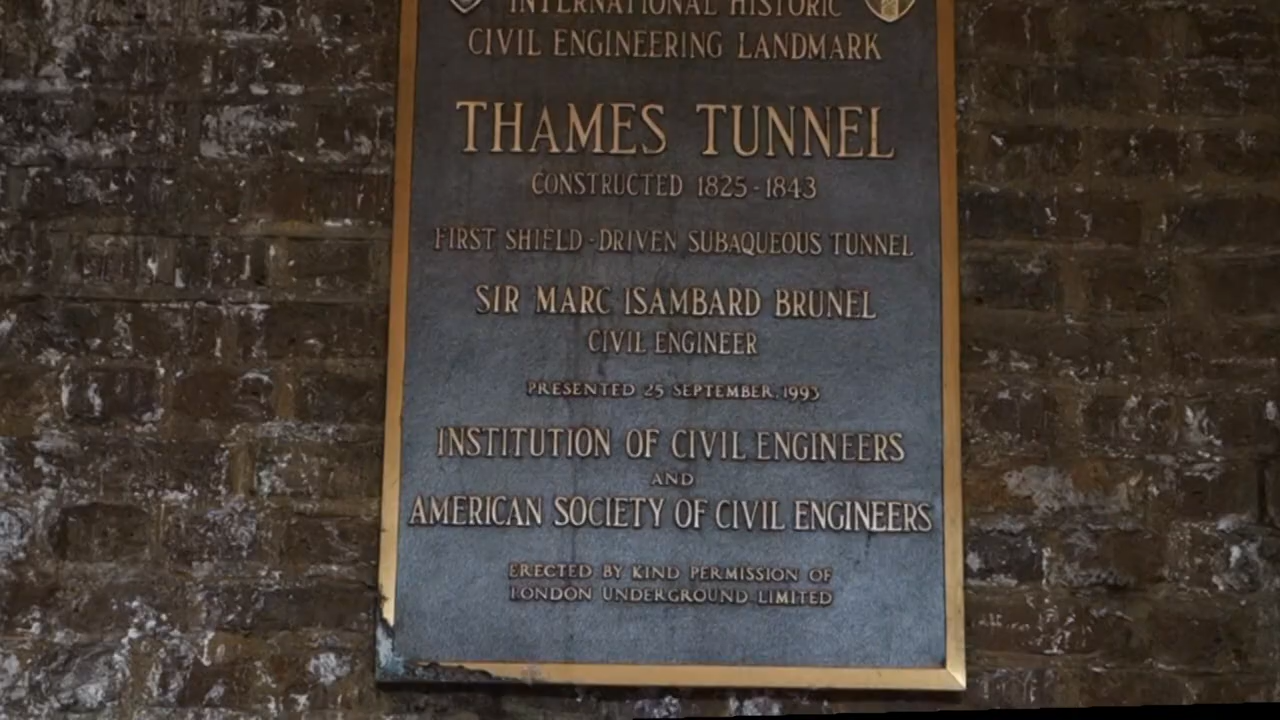 INTERNATIONAL HISTORIC
CIVIL ENGINEERING LANDMARK
THAMES TUNNEL
CONSTRUCTED 1825-1843
FIRST SHIELD-DRIVEN SUBAQUEOUS TUNNEL
SIR MARC ISAMBARD BRUNEL
CIVIL ENGINEER
PRESENTED 25 SEPTEMBER, 1993
INSTITUTION OF CIVIL ENGINEERS
AND
AMERICAN SOCIETY OF CIVIL ENGINEERS
ERECTED BY KIND PERMISSION OF
LONDON UNDERGROUND LIMITED